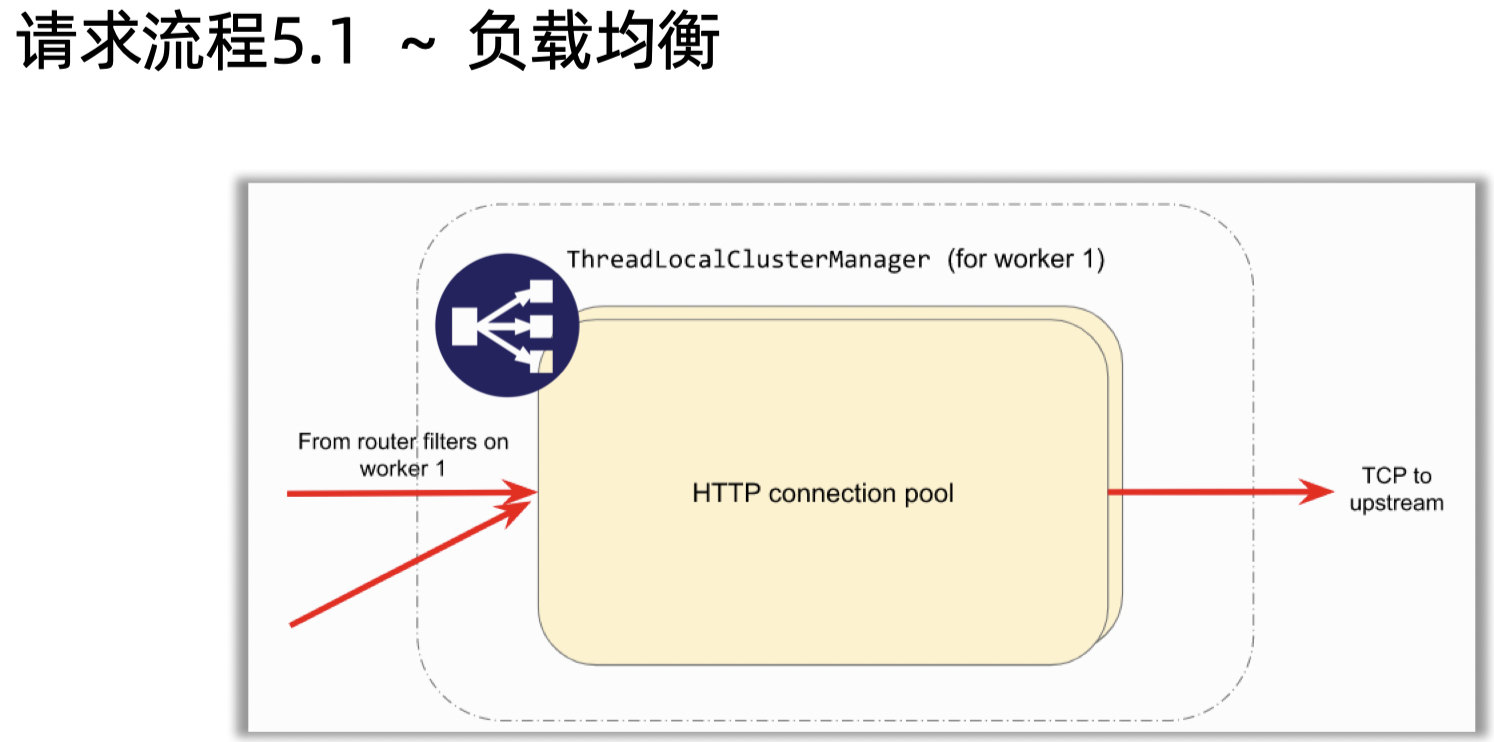 请求流程5.1 ~ 负载均衡
ThreadLocalClusterManager (for worker 1)
From router filters on
worker 1
HTTP connection pool
TCP to
upstream